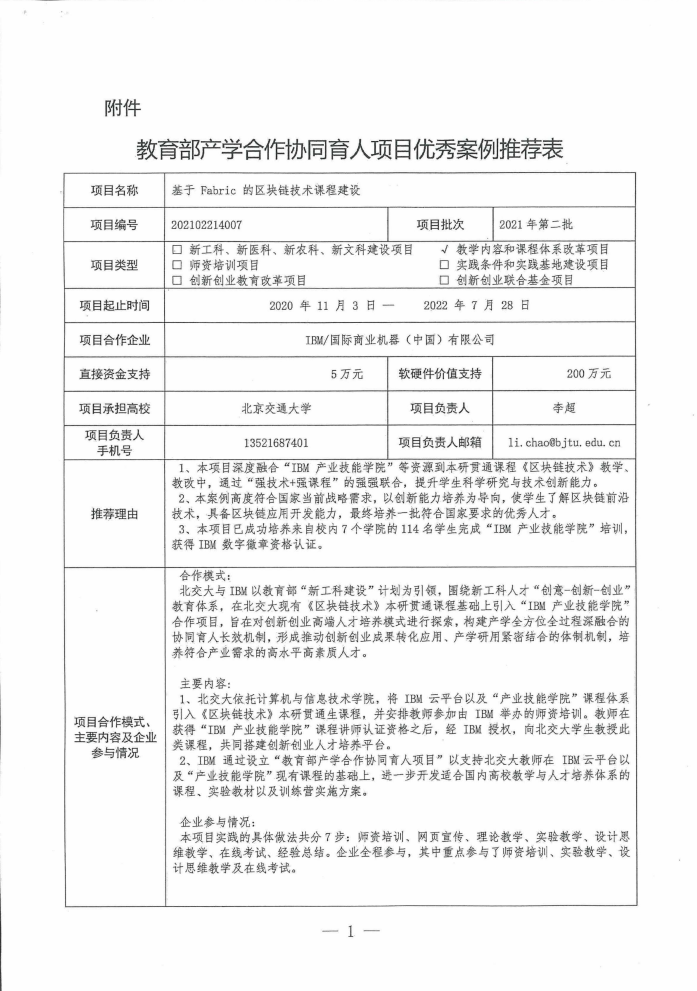 附件
教育部产学合作协同育人项目优秀案例推荐表
项目名称 基于 Fabric 的区块链技术课程建设
项目编号 202102214007 项目批次 2021 年第二批
项目类型
□ 新工科、新医科、新农科、新文科建设项目 √ 教学内容和课程体系改革项目
□ 师资培训项目 □ 实践条件和实践基地建设项目
□ 创新创业教育改革项目 □ 创新创业联合基金项目
项目起止时间 2020 年 11 月 3 日 — 2022 年 7 月 28 日
项目合作企业 IBM/国际商业机器（中国）有限公司
直接资金支持 5 万元 软硬件价值支持 200 万元
项目承担高校 北京交通大学 项目负责人 李超
项目负责人
手机号 13521687401 项目负责人邮箱 li.chao@bjtu.edu.cn
推荐理由
1、本项目深度融合“IBM 产业技能学院”等资源到本研贯通课程《区块链技术》教学、
教改中，通过“强技术+强课程”的强强联合，提升学生科学研究与技术创新能力。
2、本案例高度符合国家当前战略需求，以创新能力培养为导向，使学生了解区块链前沿
技术，具备区块链应用开发能力，最终培养一批符合国家要求的优秀人才。
3、本项目已成功培养来自校内 7 个学院的 114 名学生完成“IBM 产业技能学院”培训，
获得 IBM 数字徽章资格认证。
项目合作模式、
主要内容及企业
参与情况
合作模式：
北交大与 IBM 以教育部“新工科建设”计划为引领，围绕新工科人才“创意-创新-创业”
教育体系，在北交大现有《区块链技术》本研贯通课程基础上引入“IBM 产业技能学院”
合作项目，旨在对创新创业高端人才培养模式进行探索，构建产学全方位全过程深融合的
协同育人长效机制，形成推动创新创业成果转化应用、产学研用紧密结合的体制机制，培
养符合产业需求的高水平高素质人才。
主要内容：
1、北交大依托计算机与信息技术学院，将 IBM 云平台以及“产业技能学院”课程体系
引入《区块链技术》本研贯通生课程，并安排教师参加由 IBM 举办的师资培训。教师在
获得“IBM 产业技能学院”课程讲师认证资格之后，经 IBM 授权，向北交大学生教授此
类课程，共同搭建创新创业人才培养平台。
2、IBM 通过设立“教育部产学合作协同育人项目”以支持北交大教师在 IBM 云平台以
及“产业技能学院”现有课程的基础上，进一步开发适合国内高校教学与人才培养体系的
课程、实验教材以及训练营实施方案。
企业参与情况：
本项目实践的具体做法共分 7 步：师资培训、网页宣传、理论教学、实验教学、设计思
维教学、在线考试、经验总结。企业全程参与，其中重点参与了师资培训、实验教学、设
计思维教学及在线考试。
— 1 —